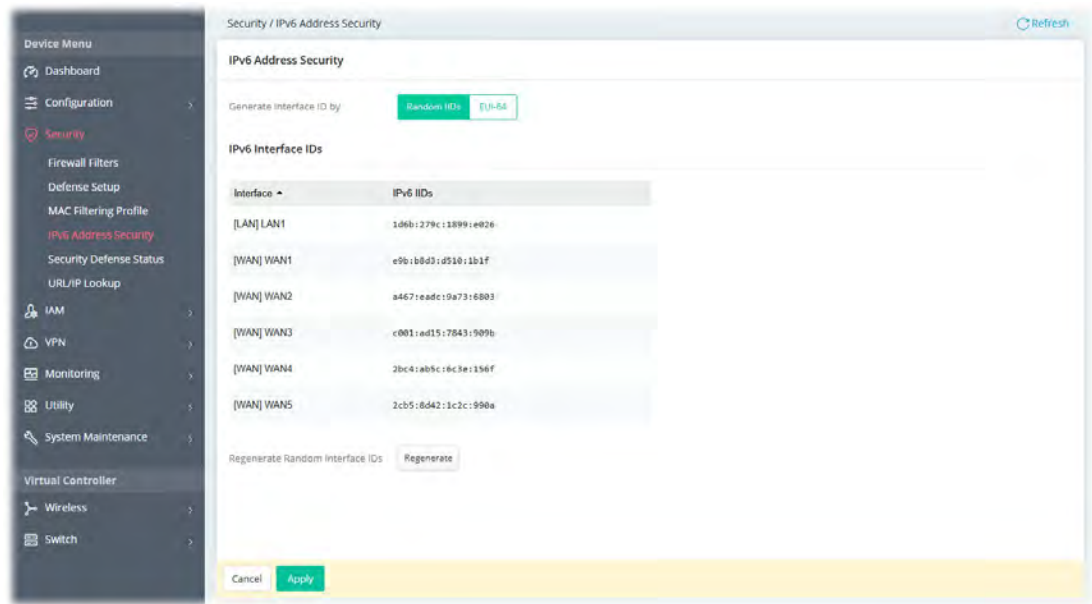 Security / IPv6 Address Security
Refresh
Device Menu
Dashboard
Configuration
Security
Firewall Filters
Defense Setup
MAC Filtering Profile
IPv6 Address Security
Security Defense Status
URL/IP Lookup
IAM
VPN
Monitoring
Utility
System Maintenance
Virtual Controller
Wireless
Switch
IPv6 Address Security
Generate Interface ID by
Random IIDs EUI-64
IPv6 Interface IDs
Interface IPv6 IIDs
[LAN] LAN1 1d6b:279c:1899:e026
[WAN] WAN1 e9b:b8d3:d510:1b1f
[WAN] WAN2 a467:eadc:9a73:6803
[WAN] WAN3 c001:ad15:7843:909b
[WAN] WAN4 2bc4:ab5c:6c3e:156f
[WAN] WAN5 2cb5:8d42:1c2c:990a
Regenerate Random Interface IDs Regenerate
Cancel Apply